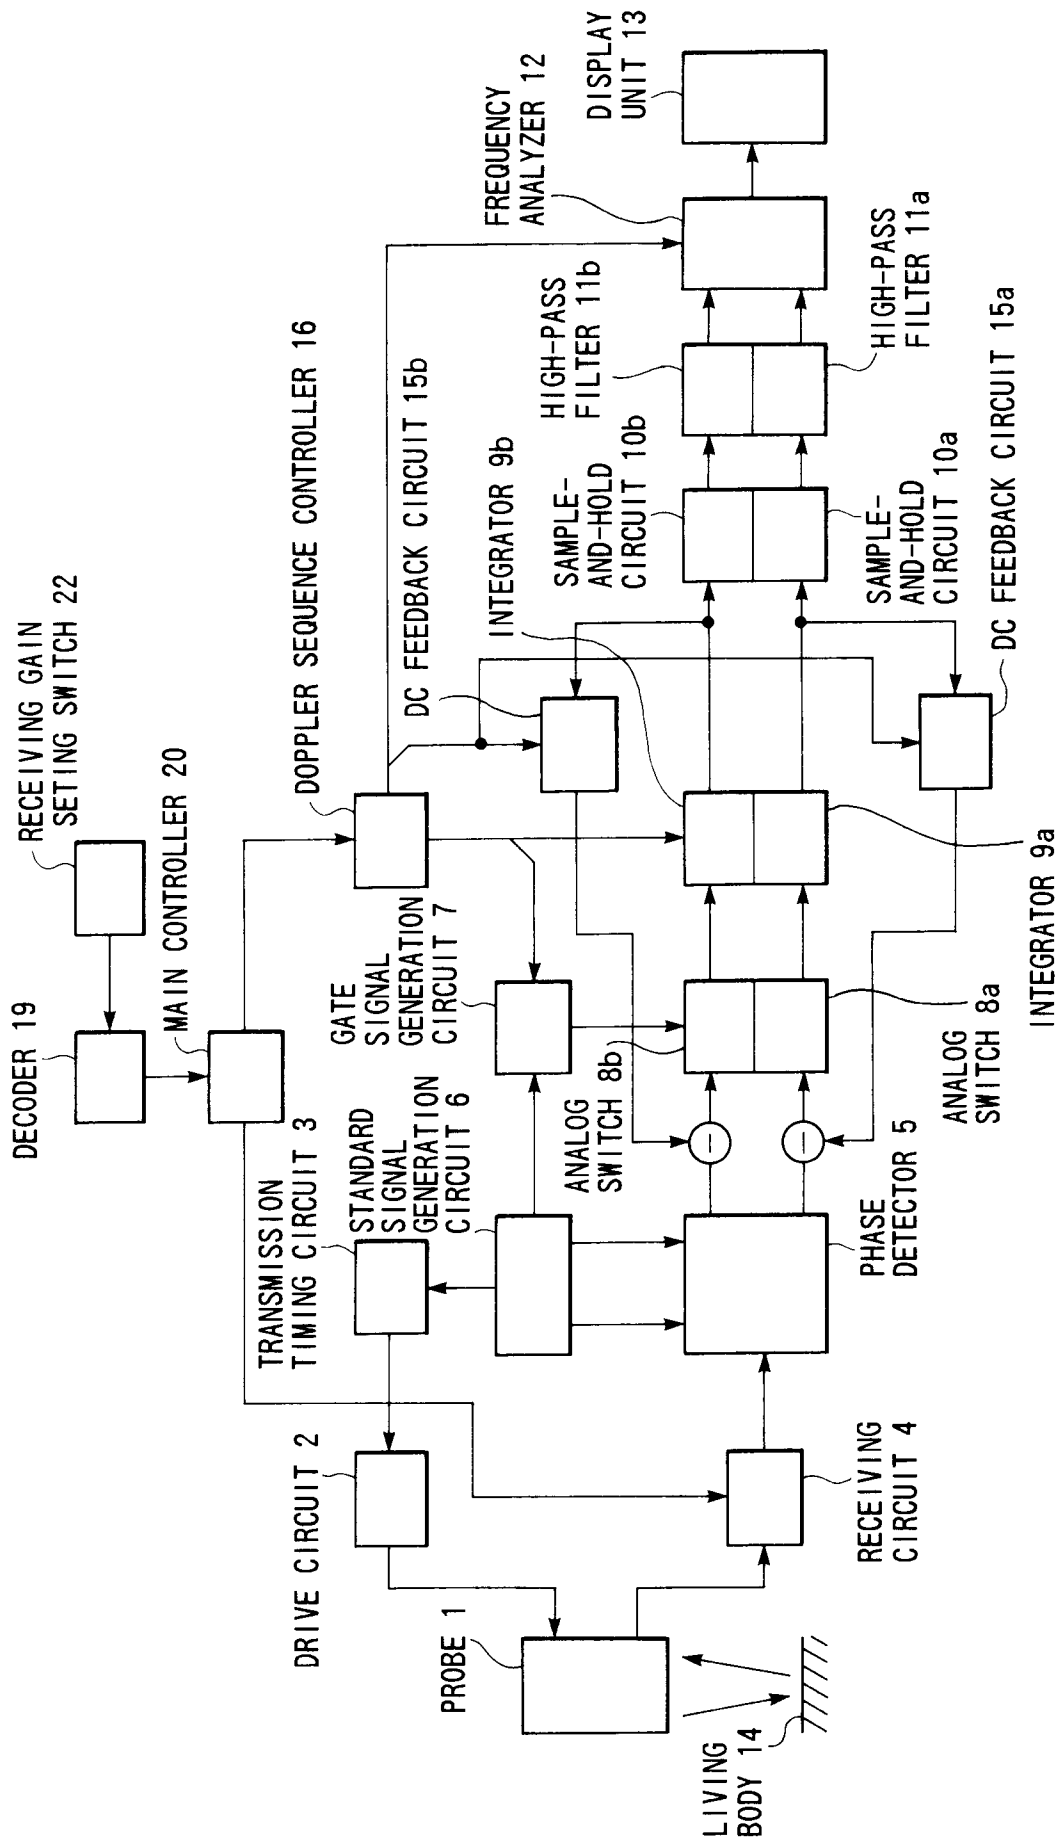 RECEIVING GAIN
SETING SWITCH 22
DECODER 19
MAIN CONTROLLER 20
DOPPLER SEQUENCE CONTROLLER 16
TRANSMISSION
TIMING CIRCUIT 3
DRIVE CIRCUIT 2
STANDARD
SIGNAL
GENERATION
CIRCUIT 6
GATE
SIGNAL
GENERATION
CIRCUIT 7
DC FEEDBACK CIRCUIT 15b
INTEGRATOR 9b
SAMPLE-
AND-HOLD
CIRCUIT 10b
HIGH-PASS
FILTER 11b
FREQUENCY
ANALYZER 12
DISPLAY
UNIT 13
PROBE 1
LIVING
BODY 14
RECEIVING
CIRCUIT 4
PHASE
DETECTOR 5
ANALOG
SWITCH 8b
ANALOG
SWITCH 8a
INTEGRATOR 9a
SAMPLE-
AND-HOLD
CIRCUIT 10a
HIGH-PASS
FILTER 11a
DC FEEDBACK CIRCUIT 15a